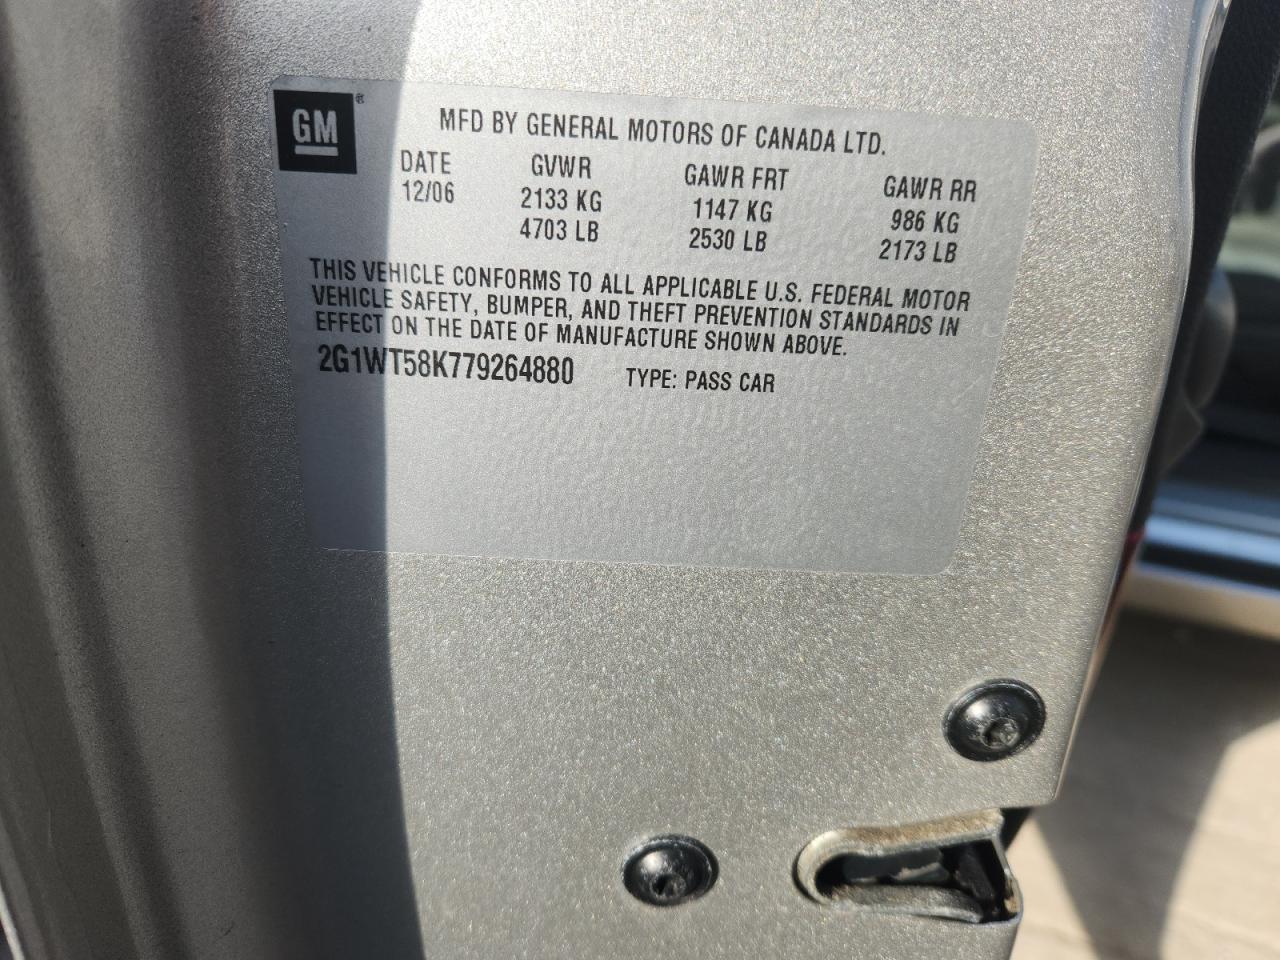 GM®
MFD BY GENERAL MOTORS OF CANADA LTD.
DATE GVWR GAWR FRT GAWR RR
12/06 2133 KG 1147 KG 986 KG
4703 LB 2530 LB 2173 LB
THIS VEHICLE CONFORMS TO ALL APPLICABLE U.S. FEDERAL MOTOR
VEHICLE SAFETY, BUMPER, AND THEFT PREVENTION STANDARDS IN
EFFECT ON THE DATE OF MANUFACTURE SHOWN ABOVE.
2G1WT58K779264880 TYPE: PASS CAR